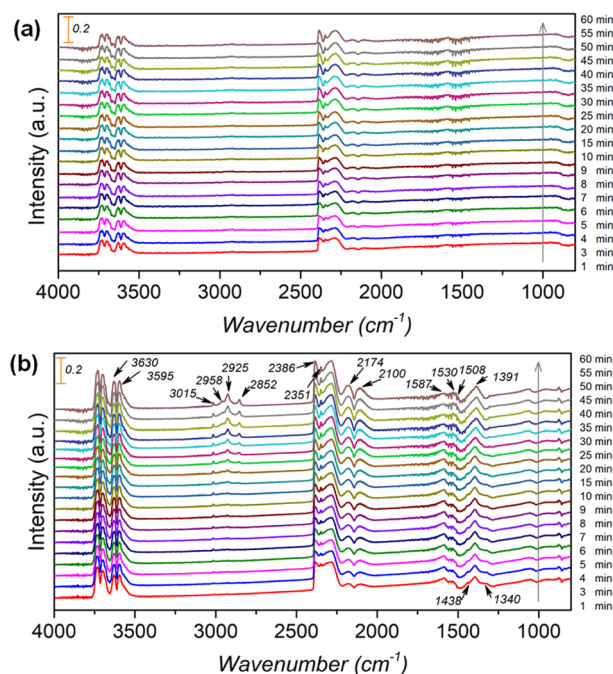 (a)
0.2
Intensity (a.u.)
60 min
55 min
50 min
45 min
40 min
35 min
30 min
25 min
20 min
15 min
10 min
9 min
8 min
7 min
6 min
5 min
4 min
3 min
1 min
4000 3500 3000 2500 2000 1500 1000
Wavenumber (cm-1)
(b)
0.2
Intensity (a.u.)
3630
3595
3015
2958
2925
2852
2386
2351
2174
2100
1587
1530
1508
1391
1438
1340
60 min
55 min
50 min
45 min
40 min
35 min
30 min
25 min
20 min
15 min
10 min
9 min
8 min
7 min
6 min
5 min
4 min
3 min
1 min
4000 3500 3000 2500 2000 1500 1000
Wavenumber (cm-1)